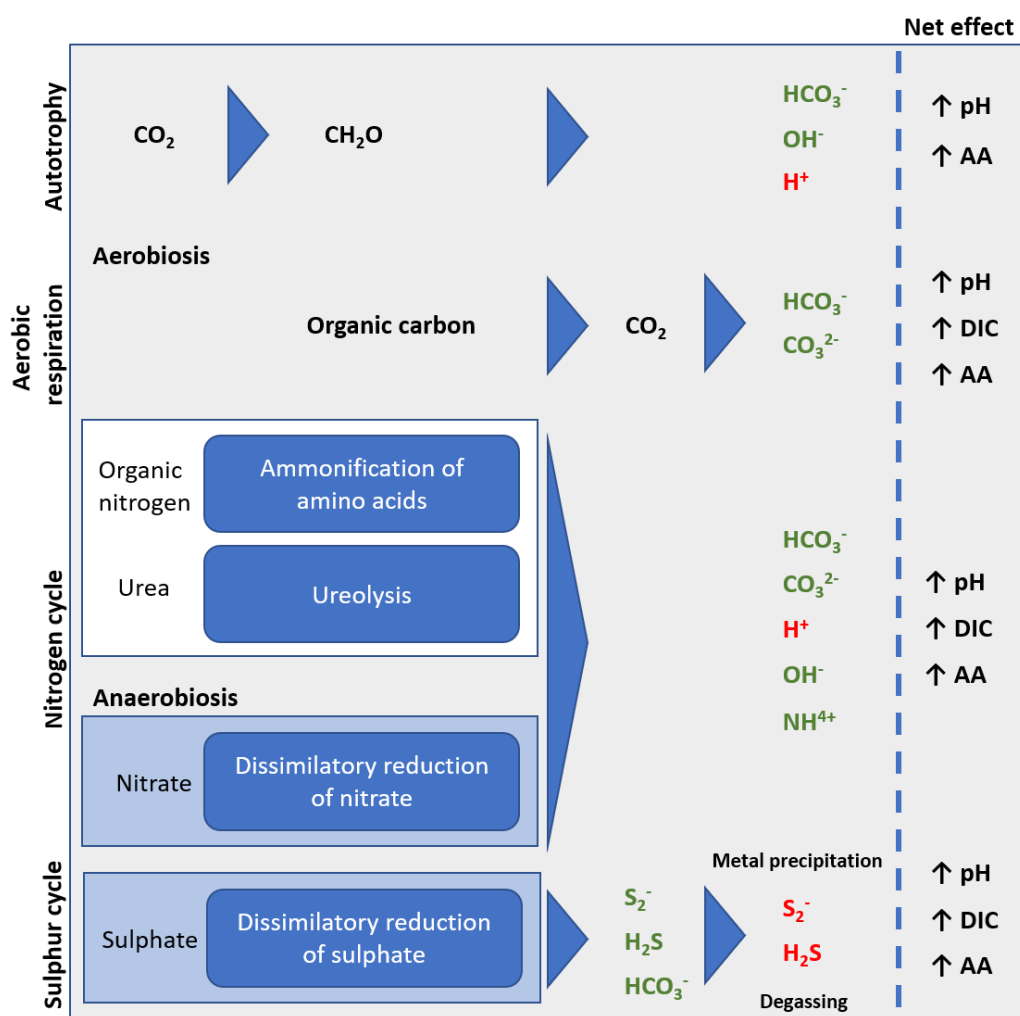 Net effect
Autotrophy
CO₂
CH₂O
HCO₃⁻
OH⁻
H⁺
↑ pH
↑ AA
Aerobiosis
Aerobic
respiration
Organic carbon
CO₂
HCO₃⁻
CO₃²⁻
↑ pH
↑ DIC
↑ AA
Nitrogen cycle
Organic
nitrogen
Ammonification of
amino acids
Urea
Ureolysis
Anaerobiosis
Nitrate
Dissimilatory reduction
of nitrate
HCO₃⁻
CO₃²⁻
H⁺
OH⁻
NH⁴⁺
↑ pH
↑ DIC
↑ AA
Sulphur cycle
Sulphate
Dissimilatory reduction
of sulphate
S₂⁻
H₂S
HCO₃⁻
Metal precipitation
S₂⁻
H₂S
Degassing
↑ pH
↑ DIC
↑ AA